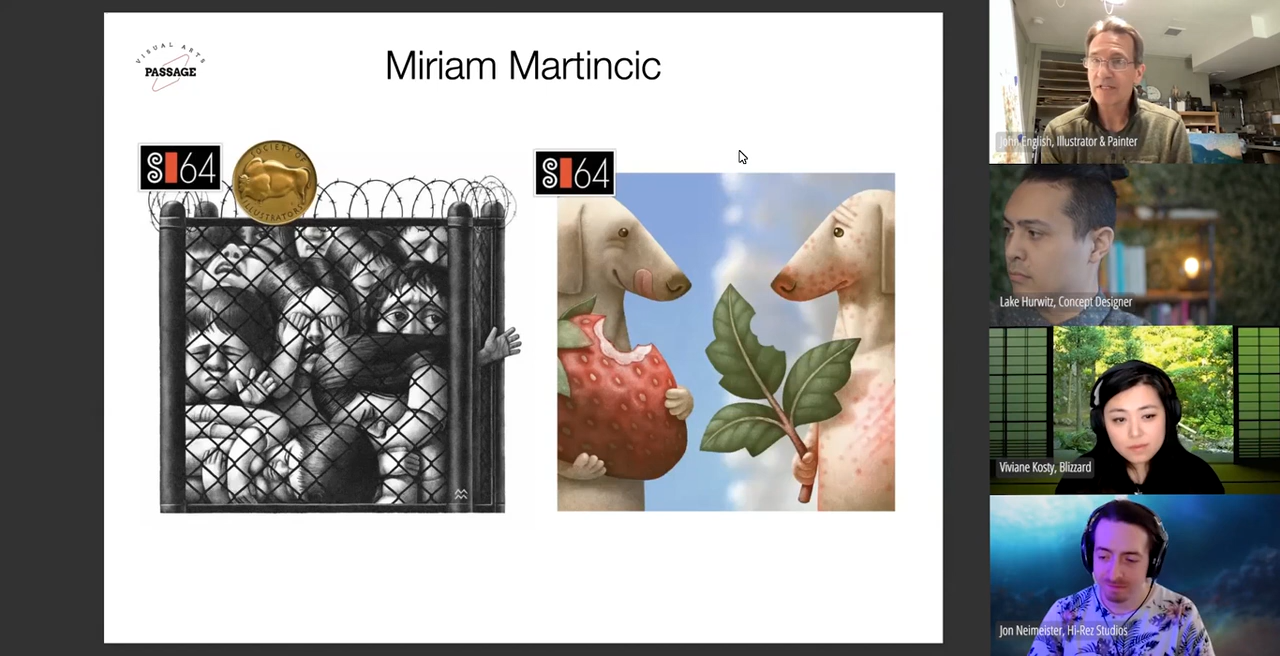 VISUAL ARTS
PASSAGE
Miriam Martincic
S 64
SOCIETY OF
ILLUSTRATORS
S 64
John English, Illustrator & Painter
Lake Hurwitz, Concept Designer
Viviane Kosty, Blizzard
Jon Neimeister, Hi-Rez Studios